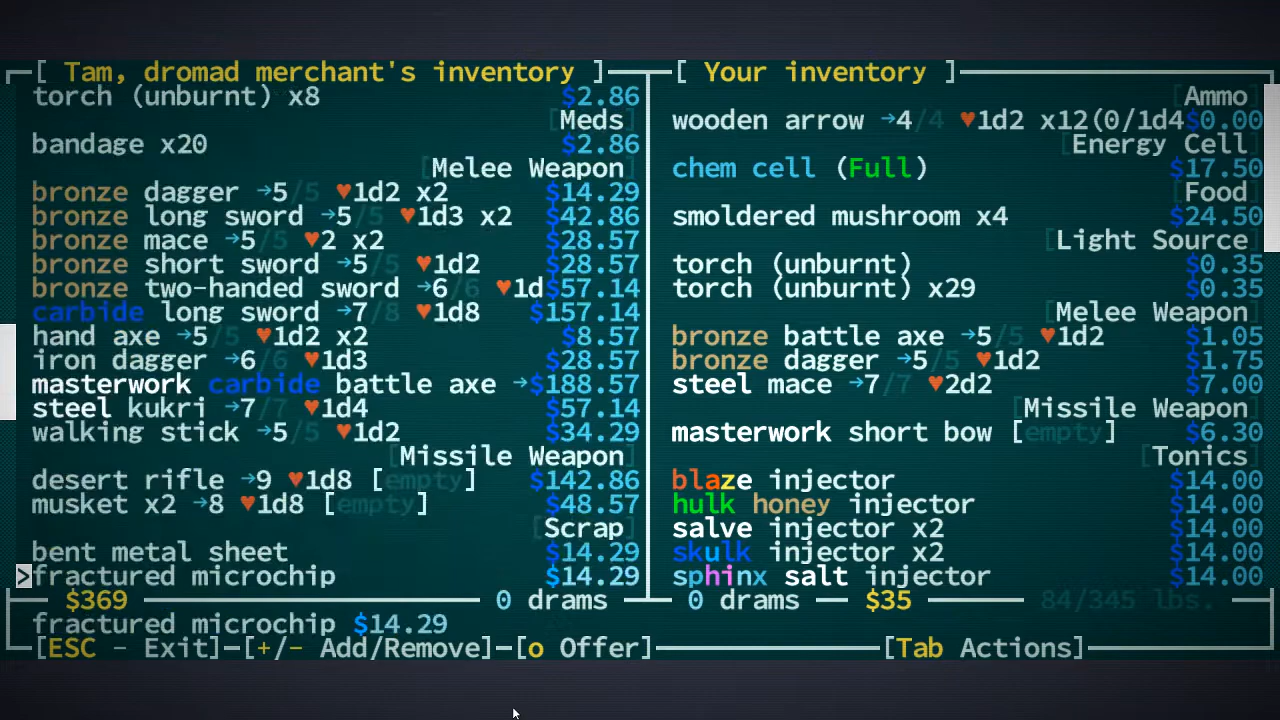 [ Tam, dromad merchant's inventory ]
torch (unburnt) x8 $2.86
[Meds]
bandage x20 $2.86
[Melee Weapon]
bronze dagger →5/5 ♥1d2 x2 $14.29
bronze long sword →5/5 ♥1d3 x2 $42.86
bronze mace →5/5 ♥2 x2 $28.57
bronze short sword →5/5 ♥1d2 $28.57
bronze two-handed sword →6/6 ♥1d$57.14
carbide long sword →7/8 ♥1d8 $157.14
hand axe →5/5 ♥1d2 x2 $8.57
iron dagger →6/6 ♥1d3 $28.57
masterwork carbide battle axe →$188.57
steel kukri →7/7 ♥1d4 $57.14
walking stick →5/5 ♥1d2 $34.29
[Missile Weapon]
desert rifle →9 ♥1d8 [empty] $142.86
musket x2 →8 ♥1d8 [empty] $48.57
[Scrap]
bent metal sheet $14.29
>fractured microchip $14.29
$369 0 drams
[ Your inventory ]
[Ammo]
wooden arrow →4/4 ♥1d2 x12(0/1d4$0.00
[Energy Cell]
chem cell (Full) $17.50
[Food]
smoldered mushroom x4 $24.50
[Light Source]
torch (unburnt) $0.35
torch (unburnt) x29 $0.35
[Melee Weapon]
bronze battle axe →5/5 ♥1d2 $1.05
bronze dagger →5/5 ♥1d2 $1.75
steel mace →7/7 ♥2d2 $7.00
[Missile Weapon]
masterwork short bow [empty] $6.30
[Tonics]
blaze injector $14.00
hulk honey injector $14.00
salve injector x2 $14.00
skulk injector x2 $14.00
sphinx salt injector $14.00
0 drams $35 84/345 lbs.
fractured microchip $14.29
[ESC - Exit] [+/- Add/Remove] [o Offer] [Tab Actions]